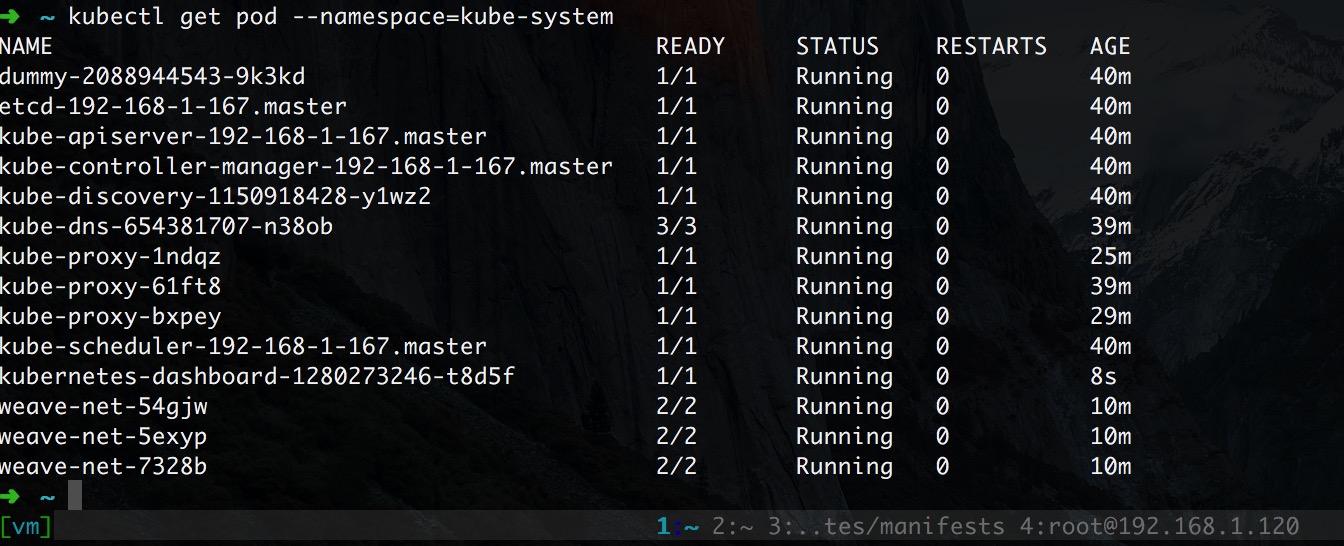 ➜ ~ kubectl get pod --namespace=kube-system
NAME READY STATUS RESTARTS AGE
dummy-2088944543-9k3kd 1/1 Running 0 40m
etcd-192-168-1-167.master 1/1 Running 0 40m
kube-apiserver-192-168-1-167.master 1/1 Running 0 40m
kube-controller-manager-192-168-1-167.master 1/1 Running 0 40m
kube-discovery-1150918428-y1wz2 1/1 Running 0 40m
kube-dns-654381707-n38ob 3/3 Running 0 39m
kube-proxy-1ndqz 1/1 Running 0 25m
kube-proxy-61ft8 1/1 Running 0 39m
kube-proxy-bxpey 1/1 Running 0 29m
kube-scheduler-192-168-1-167.master 1/1 Running 0 40m
kubernetes-dashboard-1280273246-t8d5f 1/1 Running 0 8s
weave-net-54gjw 2/2 Running 0 10m
weave-net-5exyp 2/2 Running 0 10m
weave-net-7328b 2/2 Running 0 10m
➜ ~
[vm] 1:~ 2:~ 3:..tes/manifests 4:root@192.168.1.120